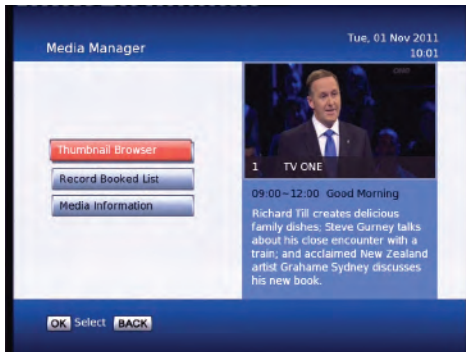 Media Manager
Tue, 01 Nov 2011
10:01
Thumbnail Browser
Record Booked List
Media Information
1 TV ONE
09:00~12:00 Good Morning
Richard Till creates delicious
family dishes; Steve Gurney talks
about his close encounter with a
train; and acclaimed New Zealand
artist Grahame Sydney discusses
his new book.
OK Select BACK